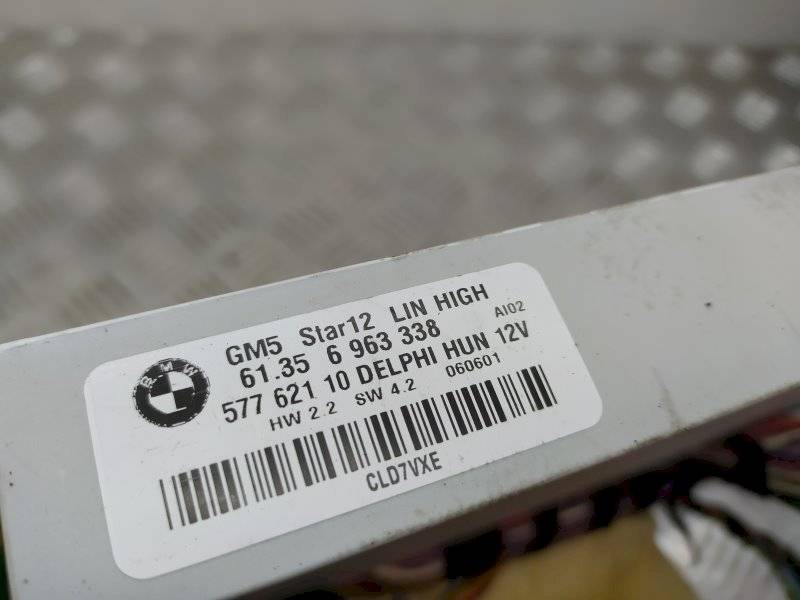 BMW
GM5 Star12 LIN HIGH
61.35 6 963 338 AI02
577 621 10 DELPHI HUN 12V
HW 2.2 SW 4.2 060601
CLD7VXE